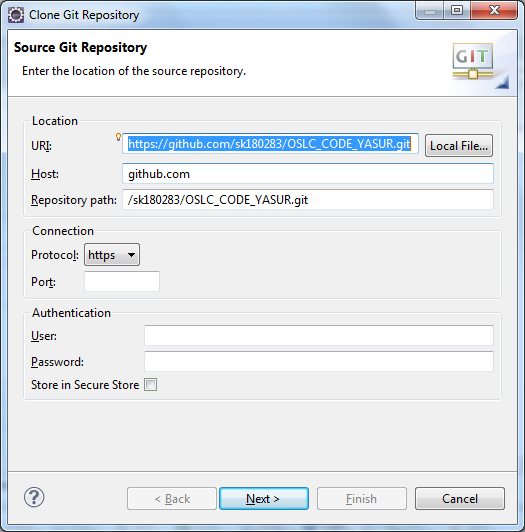 Clone Git Repository
Source Git Repository
Enter the location of the source repository.
GIT
Location
URI: https://github.com/sk180283/OSLC_CODE_YASUR.git Local File...
Host: github.com
Repository path: /sk180283/OSLC_CODE_YASUR.git
Connection
Protocol: https
Port:
Authentication
User:
Password:
Store in Secure Store
? < Back Next > Finish Cancel